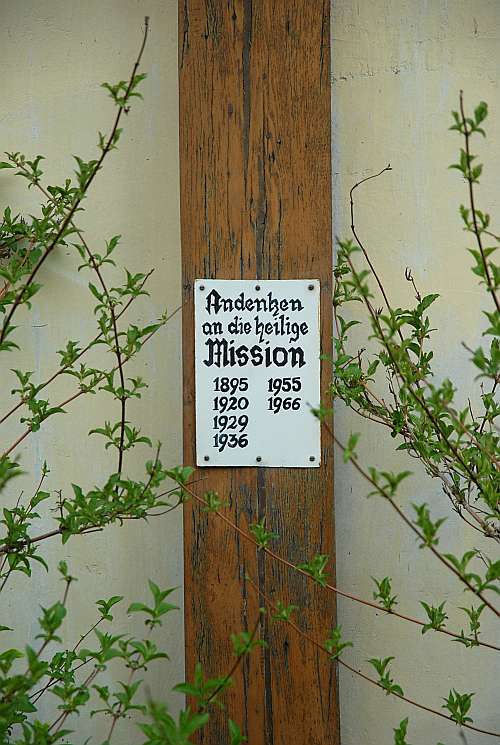 Andenken
an die heilige
Mission
1895 1955
1920 1966
1929
1936